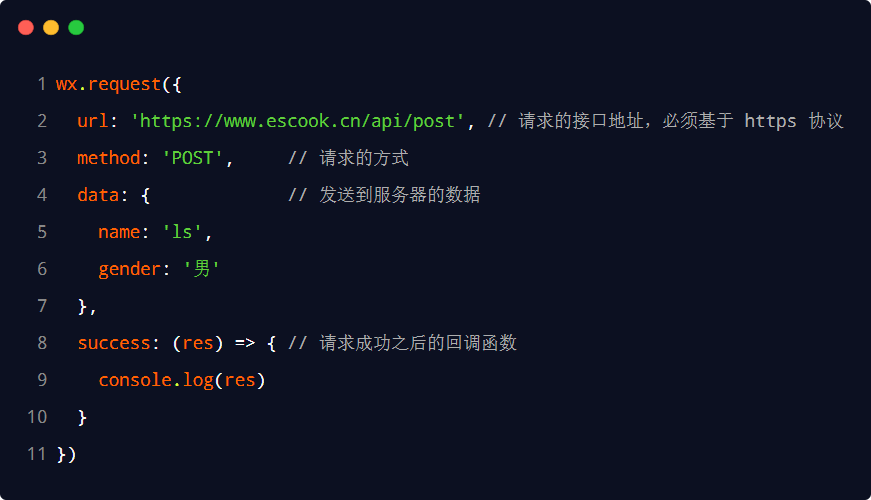 1 wx.request({
2   url: 'https://www.escook.cn/api/post', // 请求的接口地址，必须基于 https 协议
3   method: 'POST',     // 请求的方式
4   data: {             // 发送到服务器的数据
5     name: 'ls',
6     gender: '男'
7   },
8   success: (res) => { // 请求成功之后的回调函数
9     console.log(res)
10   }
11 })